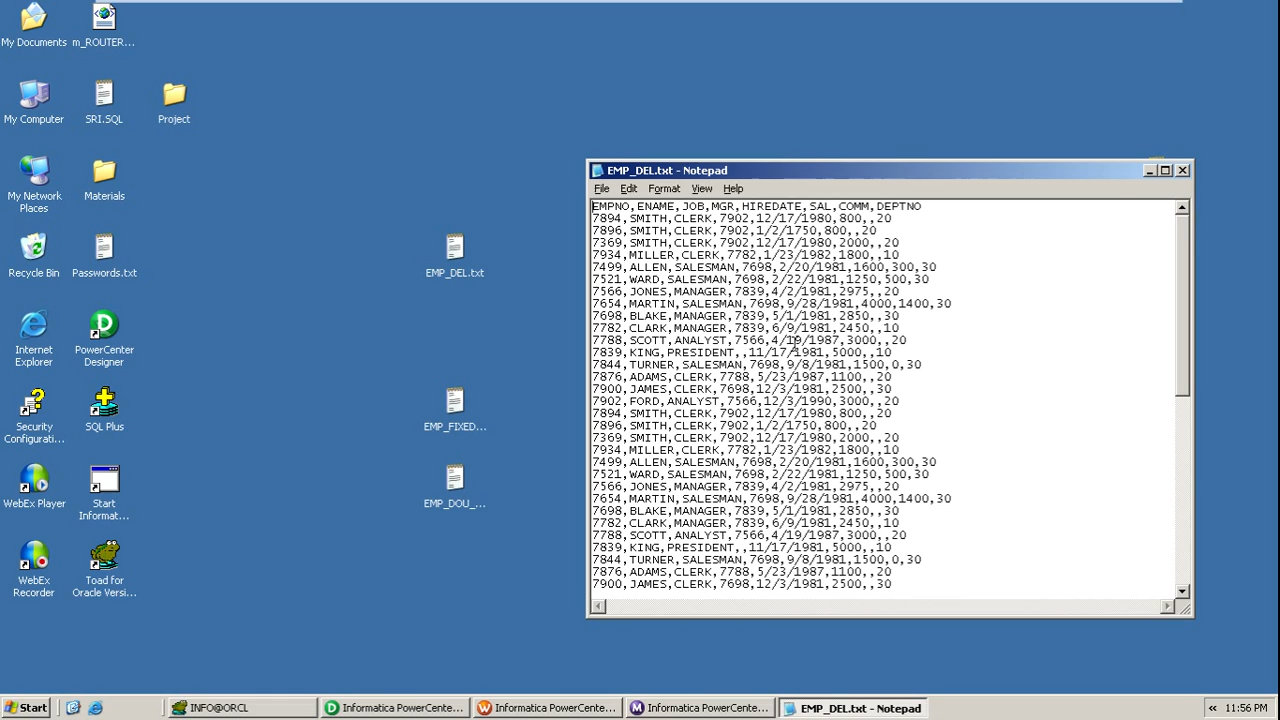 My Documents
m_ROUTER...
My Computer
SRI.SQL
Project
My Network
Places
Materials
Recycle Bin
Passwords.txt
EMP_DEL.txt
Internet
Explorer
PowerCenter
Designer
Security
Configurati...
SQL Plus
EMP_FIXED...
WebEx Player
Start
Informat...
EMP_DOU_...
WebEx
Recorder
Toad for
Oracle Versi...
EMP_DEL.txt - Notepad
File Edit Format View Help
EMPNO,ENAME,JOB,MGR,HIREDATE,SAL,COMM,DEPTNO
7894,SMITH,CLERK,7902,12/17/1980,800,,20
7896,SMITH,CLERK,7902,1/2/1750,800,,20
7369,SMITH,CLERK,7902,12/17/1980,2000,,20
7934,MILLER,CLERK,7782,1/23/1982,1800,,10
7499,ALLEN,SALESMAN,7698,2/20/1981,1600,300,30
7521,WARD,SALESMAN,7698,2/22/1981,1250,500,30
7566,JONES,MANAGER,7839,4/2/1981,2975,,20
7654,MARTIN,SALESMAN,7698,9/28/1981,4000,1400,30
7698,BLAKE,MANAGER,7839,5/1/1981,2850,,30
7782,CLARK,MANAGER,7839,6/9/1981,2450,,10
7788,SCOTT,ANALYST,7566,4/19/1987,3000,,20
7839,KING,PRESIDENT,,11/17/1981,5000,,10
7844,TURNER,SALESMAN,7698,9/8/1981,1500,0,30
7876,ADAMS,CLERK,7788,5/23/1987,1100,,20
7900,JAMES,CLERK,7698,12/3/1981,2500,,30
7902,FORD,ANALYST,7566,12/3/1990,3000,,20
7894,SMITH,CLERK,7902,12/17/1980,800,,20
7896,SMITH,CLERK,7902,1/2/1750,800,,20
7369,SMITH,CLERK,7902,12/17/1980,2000,,20
7934,MILLER,CLERK,7782,1/23/1982,1800,,10
7499,ALLEN,SALESMAN,7698,2/20/1981,1600,300,30
7521,WARD,SALESMAN,7698,2/22/1981,1250,500,30
7566,JONES,MANAGER,7839,4/2/1981,2975,,20
7654,MARTIN,SALESMAN,7698,9/28/1981,4000,1400,30
7698,BLAKE,MANAGER,7839,5/1/1981,2850,,30
7782,CLARK,MANAGER,7839,6/9/1981,2450,,10
7788,SCOTT,ANALYST,7566,4/19/1987,3000,,20
7839,KING,PRESIDENT,,11/17/1981,5000,,10
7844,TURNER,SALESMAN,7698,9/8/1981,1500,0,30
7876,ADAMS,CLERK,7788,5/23/1987,1100,,20
7900,JAMES,CLERK,7698,12/3/1981,2500,,30
Start INFO@ORCL Informatica PowerCente... Informatica PowerCente... Informatica PowerCente... EMP_DEL.txt - Notepad 11:56 PM